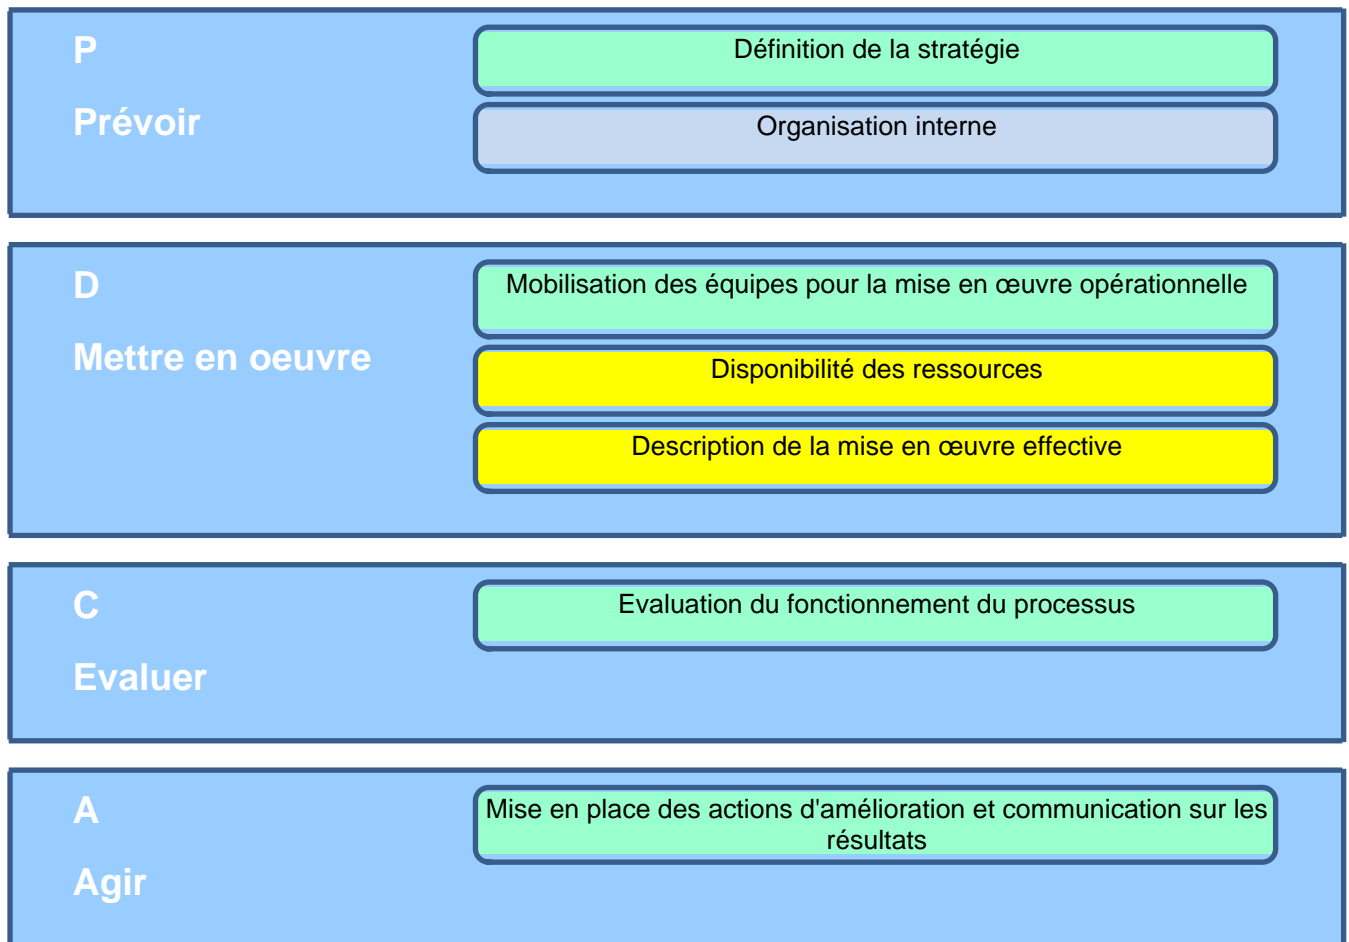 P
Prévoir
Définition de la stratégie
Organisation interne
D
Mettre en oeuvre
Mobilisation des équipes pour la mise en œuvre opérationnelle
Disponibilité des ressources
Description de la mise en œuvre effective
C
Evaluer
Evaluation du fonctionnement du processus
A
Agir
Mise en place des actions d'amélioration et communication sur les
résultats